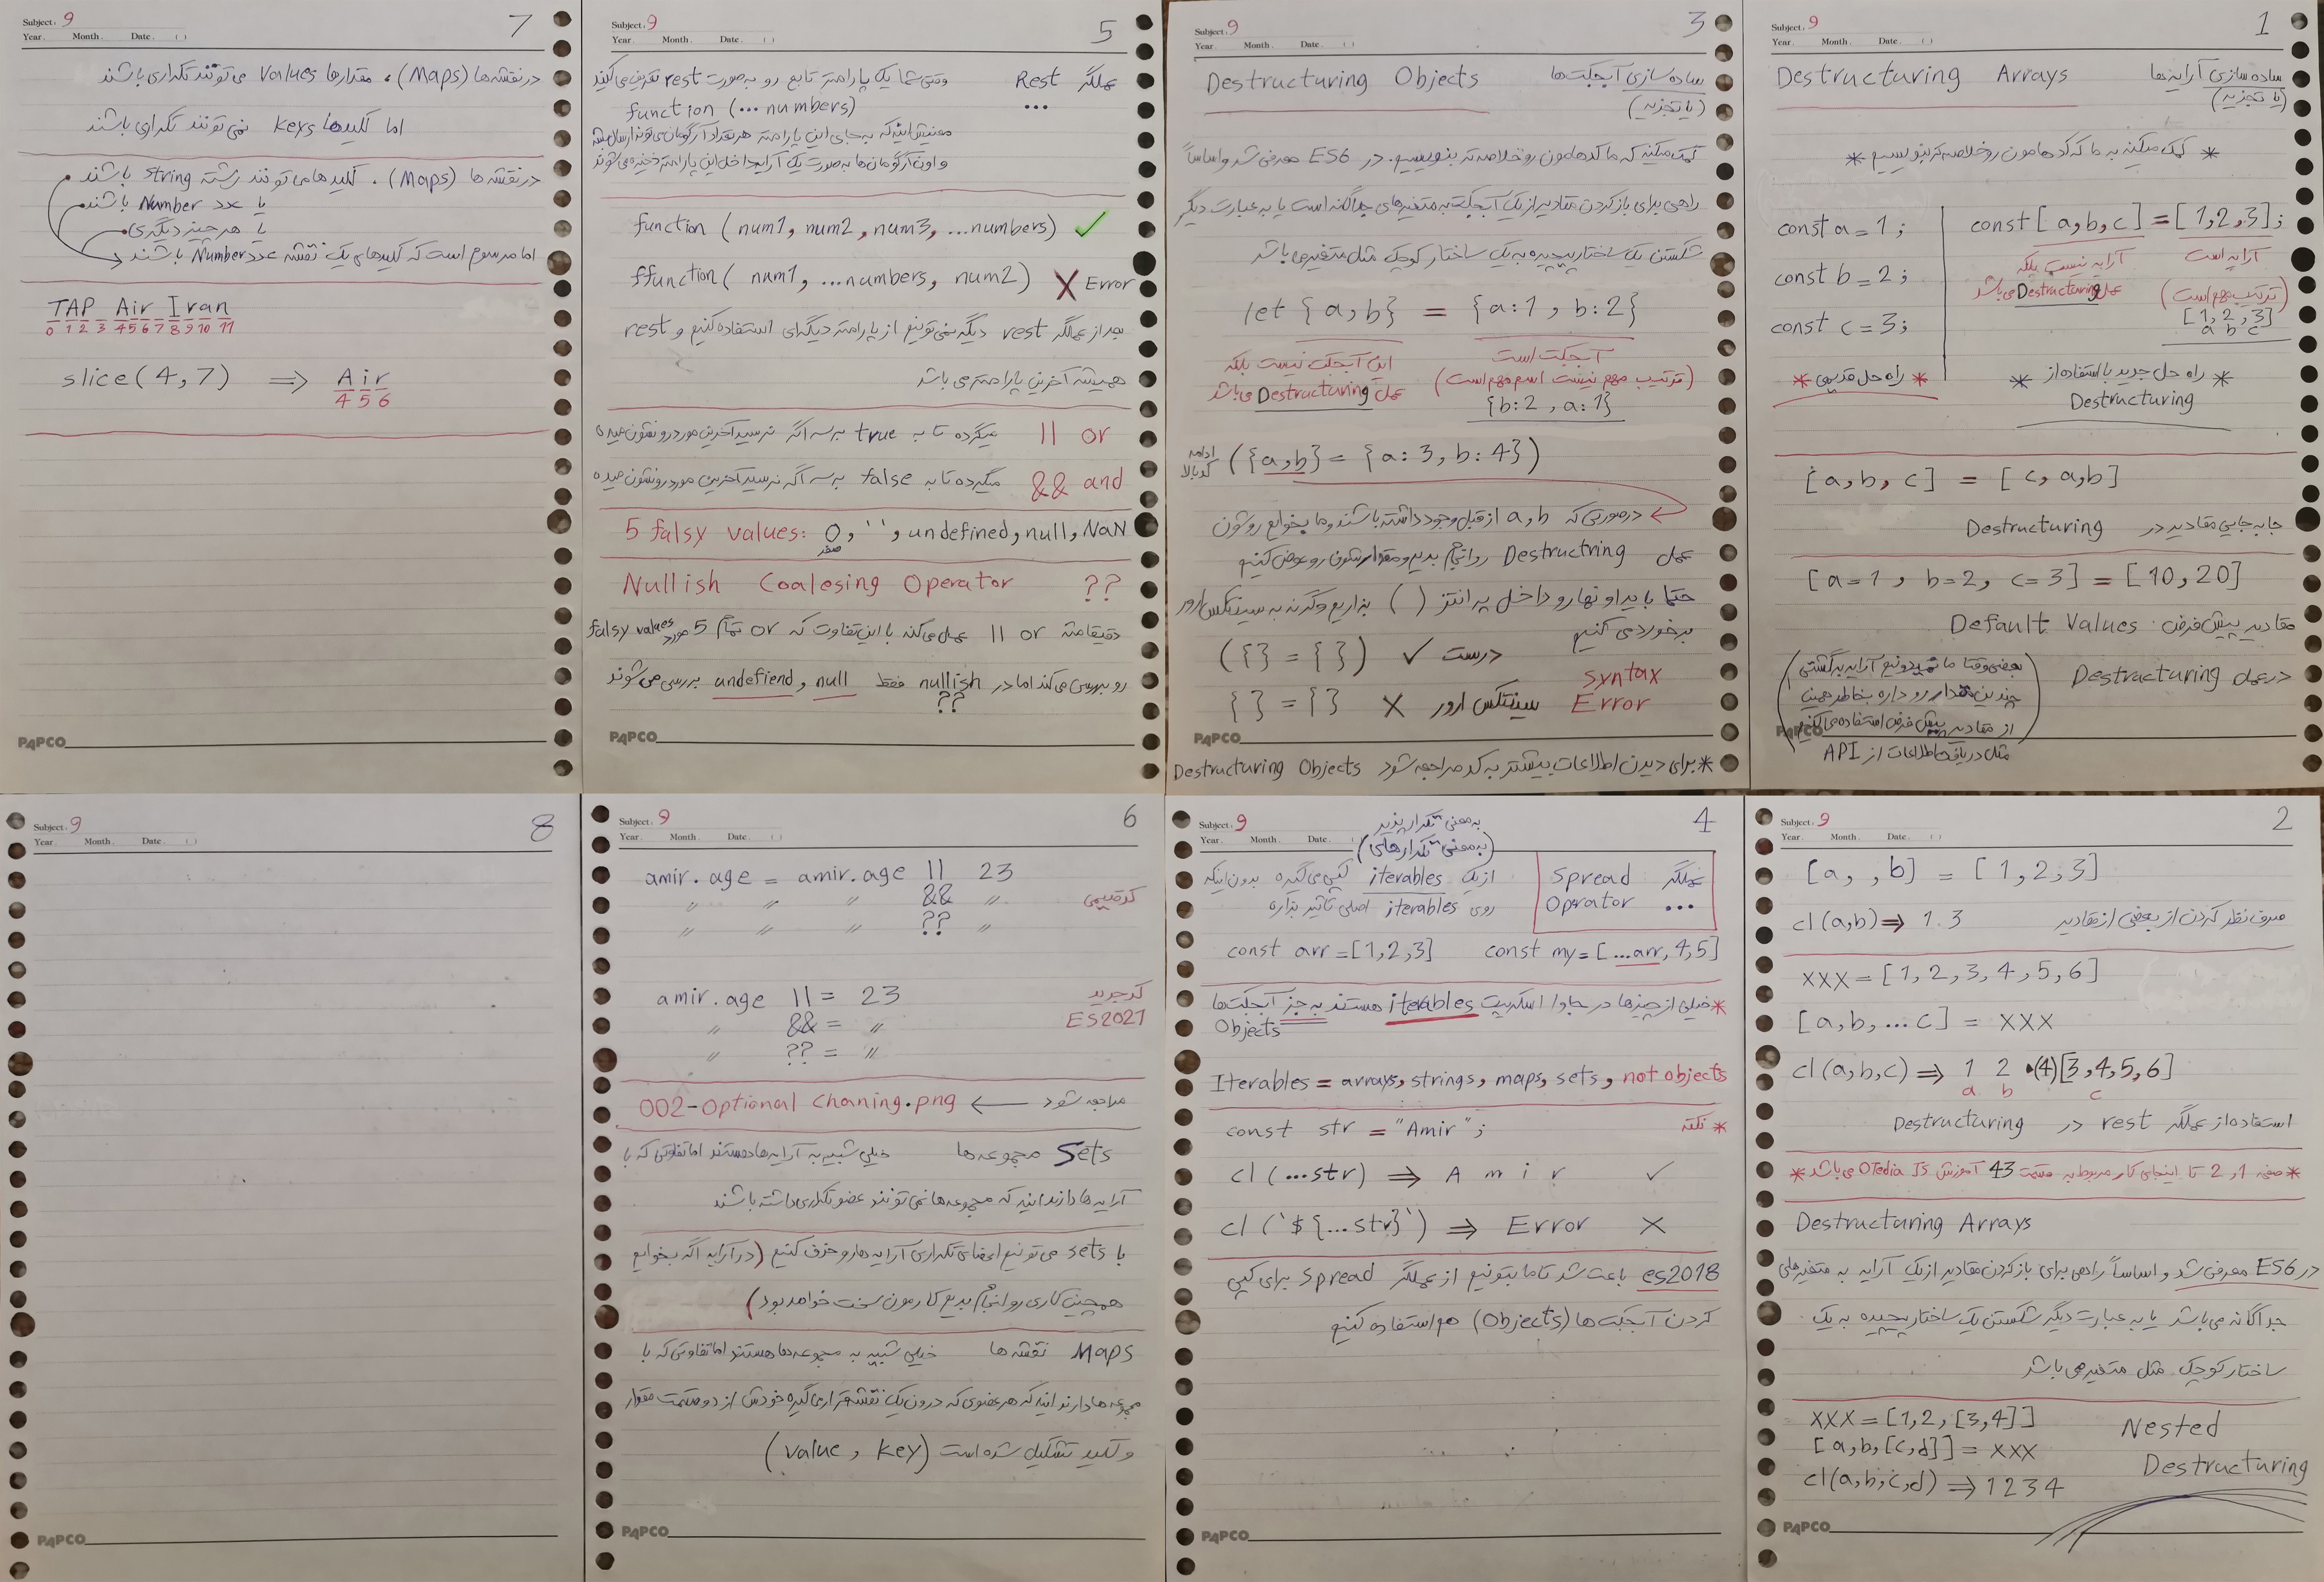 Subject: 9
Year. Month. Date. ( )
1
Destructuring Arrays ساده سازی آرایه‌ها
(یا تجزیه)
* کمک میکنه به ما که کدهامون رو خلاصه تر بنویسیم *
const a = 1 ;
const b = 2 ;
const c = 3 ;
* راه حل قدیمی *
const [ a , b , c ] = [ 1 , 2 , 3 ] ;
آرایه نیست بلکه
عمل Destructuring می‌باشد
آرایه است
(ترتیب مهم است)
[ 1 , 2 , 3 ]
a b c
* راه حل جدید با استفاده از *
Destructuring
[ a , b , c ] = [ c , a , b ]
جا به جایی مقادیر در Destructuring
[ a = 1 , b = 2 , c = 3 ] = [ 10 , 20 ]
مقادیر پیش فرض : Default Values
در عمل Destructuring
(بعضی وقتا ما نمیدونیم آرایه برگشتی
چندین مقدار رو داره بخاطر همین
از مقادیر پیش فرض استفاده می‌کنیم)
PAPCO
مثل دریافت اطلاعات از API
Subject: 9
Year. Month. Date. ( )
2
[ a , , b ] = [ 1 , 2 , 3 ]
cl (a,b) ⇒ 1 . 3 صرف نظر کردن از بعضی از مقادیر
xxx = [ 1 , 2 , 3 , 4 , 5 , 6 ]
[ a , b , ... c ] = xxx
cl (a,b,c) ⇒ 1 2 •(4) [3,4,5,6]
a b c
استفاده از عملگر rest در Destructuring
* صفحه 1 و 2 تا اینجای کار مربوط به قسمت 43 آموزش JS OTedia می‌باشد *
Destructuring Arrays
در ES6 معرفی شد و اساساً راهی برای باز کردن مقادیر از یک آرایه به متغیرهای
جداگانه می‌باشد یا به عبارت دیگر شکستن یک ساختار پیچیده به یک
ساختار کوچک مثل متغیر می‌باشد
xxx = [1,2,[3,4]]
[a,b,[c,d]] = xxx
cl(a,b,c,d) ⇒ 1 2 3 4
Nested
Destructuring
PAPCO
Subject: 9
Year. Month. Date. ( )
3
Destructuring Objects ساده سازی آبجکت‌ها
(یا تجزیه)
کمک میکنه که ما کدهامون رو خلاصه تر بنویسیم. در ES6 معرفی شد و اساساً
راهی برای باز کردن مقادیر از یک آبجکت به متغیرهای جداگانه است یا به عبارت دیگر
شکستن یک ساختار پیچیده به یک ساختار کوچک مثل متغیر می‌باشد
let { a , b } = { a : 1 , b : 2 }
این آبجکت نیست بلکه
عمل Destructuring می‌باشد
آبجکت است
(ترتیب مهم نیست اسم مهم است)
{ b : 2 , a : 1 }
ادامه
کد بالا
( { a , b } = { a : 3 , b : 4 } )
در صورتی که a , b از قبل وجود داشته باشند و ما بخوایم روشون
عمل Destructring رو انجام بدیم و مقدارشون رو عوض کنیم
حتما باید اونها رو داخل پرانتز ( ) بذاریم وگرنه به سینتکس ارور
برخورد می کنیم
( { } = { } ) ✓ درست
{ } = { } X سینتکس ارور
syntax
Error
PAPCO
* برای دیدن اطلاعات بیشتر به کد مراجعه شود Destructuring Objects
Subject: 9
Year. Month. Date. ( )
4
به معنی تکرار پذیر
(به معنی تکرارهای)
عملگر Spread
... Oprator
از یک iterables کپی می‌گیره بدون اینکه
روی iterables اصلی تاثیر بذاره
const arr = [ 1 , 2 , 3 ] const my = [ ...arr , 4 , 5 ]
* خیلی از چیزها در جاوا اسکریپت iterables هستند به جز آبجکت‌ها
Objects
Iterables = arrays, strings, maps, sets, not objects
const str = "Amir" ; * نکته
cl (...str) ⇒ A m i r ✓
cl (`${...str}`) ⇒ Error X
es2018 باعث شد تا ما بتونیم از عملگر spread برای کپی
کردن آبجکت ها (Objects) هم استفاده کنیم
PAPCO
Subject: 9
Year. Month. Date. ( )
5
عملگر Rest
...
وقتی شما یک پارامتر تابع رو به صورت rest تعریف می‌کنید
function (... numbers)
معنیش اینه که به جای این پارامتر هر تعداد آرگومان می‌تونه ارسال بشه
و اون آرگومان‌ها به صورت یک آرایه داخل این پارامتر ذخیره می‌شوند
function (num1, num2, num3, ...numbers) ✓
ffunction( num1, ...numbers, num2) X Error
بعد از عملگر rest دیگه نمی‌تونیم از پارامتر دیگه‌ای استفاده کنیم و rest
همیشه آخرین پارامتر می باشد
|| or میگرده تا به true برسه اگر نرسید آخرین مورد رو نشون میده
&& and میگرده تا به false برسه اگر نرسید آخرین مورد رو نشون میده
5 falsy values: 0, '', undefined, null, NaN
صفر
Nullish Coalesing Operator ??
دقیقا مثل or || عمل می‌کنه با این تفاوت که or تمام 5 مورد falsy values
رو بررسی می‌کند اما در nullish فقط undefiend, null بررسی می‌شوند
??
PAPCO
Subject: 9
Year. Month. Date. ( )
6
amir.age = amir.age || 23
〃 〃 〃 && 〃 کد قدیمی
〃 〃 〃 ?? 〃
amir.age ||= 23 کد جدید
〃 &&= 〃 ES2021
〃 ??= 〃
002-Optional Chaning.png ← مراجعه شود
Sets مجموعه‌ها خیلی شبیه به آرایه‌ها هستند اما تفاوتی که با
آرایه ها دارند اینه که مجموعه‌ها نمی تونند عضو تکراری داشته باشند
با sets می تونیم اعضای تکراری آرایه ها رو حذف کنیم (در آرایه اگه بخوایم
همچین کاری رو انجام بدیم کارمون سخت خواهد بود)
Maps نقشه ها خیلی شبیه به مجموعه‌ها هستند اما تفاوتی که با
مجموعه ها دارند اینه که هر عضوی که درون یک نقشه قرار می‌گیره خودش از دو قسمت مقدار
و کلید تشکیل شده است (value , key)
PAPCO
Subject: 9
Year. Month. Date. ( )
7
در نقشه ها (Maps) ، مقدارها values می تونند تکراری باشند
اما کلیدها keys نمی تونند تکراری باشند
در نقشه ها (Maps) ، کلیدها می تونند رشته string باشند
یا عدد Number باشند
یا هر چیز دیگری
اما مرسوم است که کلیدهای یک نقشه عدد Number باشند
TAP Air Iran
0 1 2 3 4 5 6 7 8 9 10 11
slice(4,7) ⇒ Air
4 5 6
PAPCO
Subject: 9
Year. Month. Date. ( )
8
PAPCO